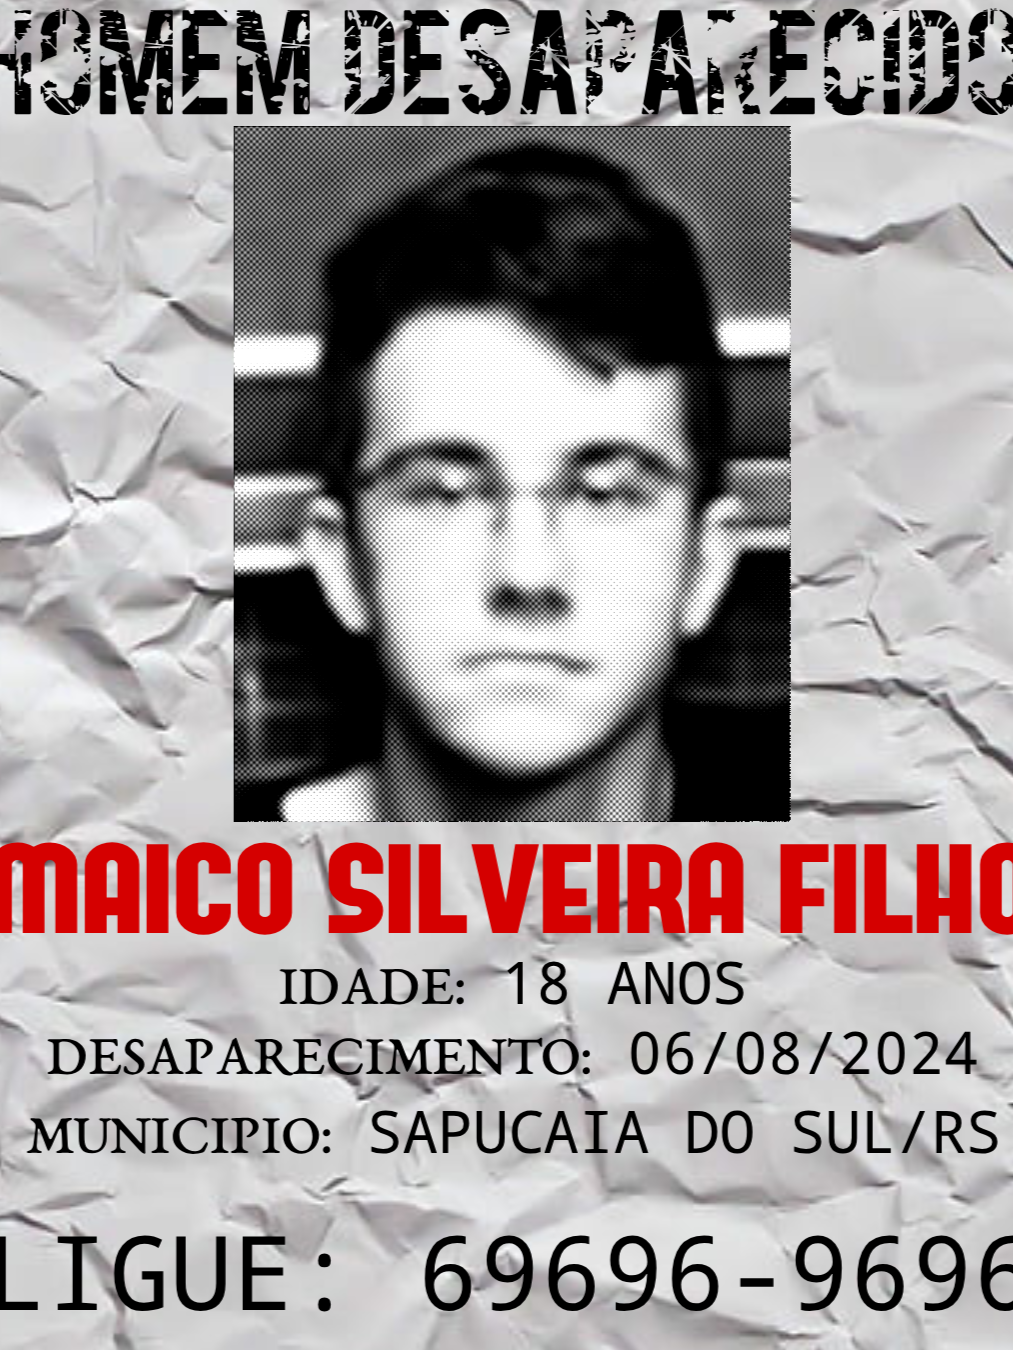 HOMEM DESAPARECIDO
MAICO SILVEIRA FILHO
IDADE: 18 ANOS
DESAPARECIMENTO: 06/08/2024
MUNICIPIO: SAPUCAIA DO SUL/RS
LIGUE: 69696-9696